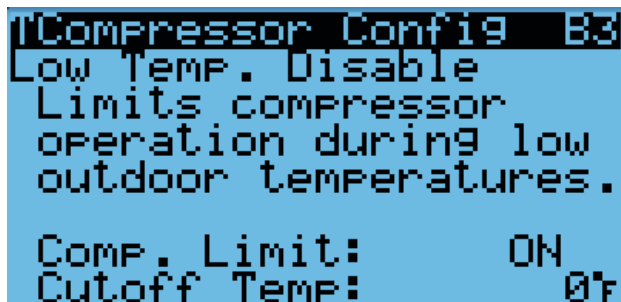 ↑Compressor Config B3
Low Temp. Disable
Limits compressor
operation during low
outdoor temperatures.
Comp. Limit: ON
Cutoff Temp: 0°F